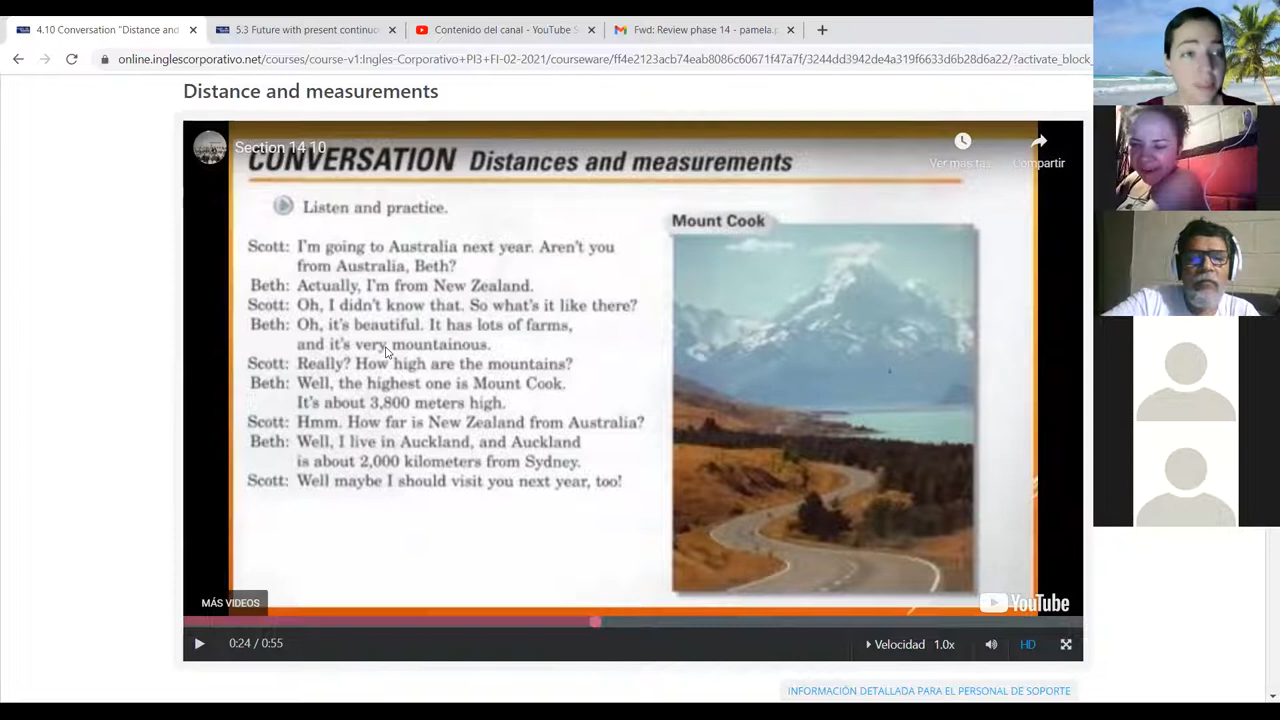 4.10 Conversation "Distance and
5.3 Future with present continuo
Contenido del canal - YouTube S
Fwd: Review phase 14 - pamela.p
online.inglescorporativo.net/courses/course-v1:Ingles-Corporativo+PI3+FI-02-2021/courseware/ff4e2123acb74eab8086c60671f47a7f/3244dd3942de4a319f6633d6b28d6a22/?activate_block_
Distance and measurements
Section 14 10
Ver más ta...
Compartir
CONVERSATION Distances and measurements
Listen and practice.
Mount Cook
Scott: I'm going to Australia next year. Aren't you
from Australia, Beth?
Beth: Actually, I'm from New Zealand.
Scott: Oh, I didn't know that. So what's it like there?
Beth: Oh, it's beautiful. It has lots of farms,
and it's very mountainous.
Scott: Really? How high are the mountains?
Beth: Well, the highest one is Mount Cook.
It's about 3,800 meters high.
Scott: Hmm. How far is New Zealand from Australia?
Beth: Well, I live in Auckland, and Auckland
is about 2,000 kilometers from Sydney.
Scott: Well maybe I should visit you next year, too!
MÁS VIDEOS
YouTube
0:24 / 0:55
Velocidad 1.0x
HD
INFORMACIÓN DETALLADA PARA EL PERSONAL DE SOPORTE